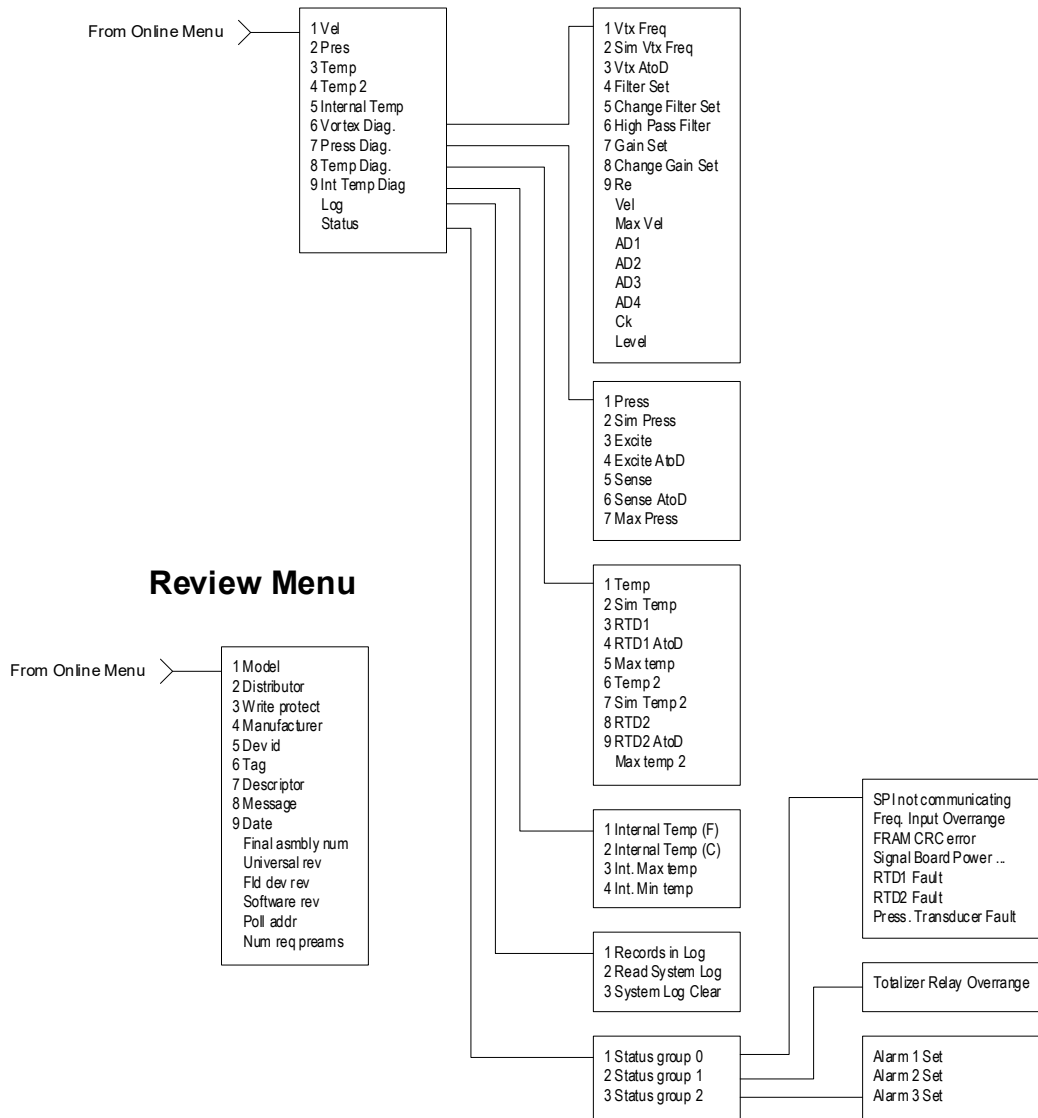 From Online Menu
1 Vel
2 Pres
3 Temp
4 Temp 2
5 Internal Temp
6 Vortex Diag.
7 Press Diag.
8 Temp Diag.
9 Int Temp Diag
Log
Status
1 Vtx Freq
2 Sim Vtx Freq
3 Vtx AtoD
4 Filter Set
5 Change Filter Set
6 High Pass Filter
7 Gain Set
8 Change Gain Set
9 Re
Vel
Max Vel
AD1
AD2
AD3
AD4
Ck
Level
1 Press
2 Sim Press
3 Excite
4 Excite AtoD
5 Sense
6 Sense AtoD
7 Max Press
1 Temp
2 Sim Temp
3 RTD1
4 RTD1 AtoD
5 Max temp
6 Temp 2
7 Sim Temp 2
8 RTD2
9 RTD2 AtoD
Max temp 2
1 Internal Temp (F)
2 Internal Temp (C)
3 Int. Max temp
4 Int. Min temp
1 Records in Log
2 Read System Log
3 System Log Clear
1 Status group 0
2 Status group 1
3 Status group 2
SPI not communicating
Freq. Input Overrange
FRAM CRC error
Signal Board Power ...
RTD1 Fault
RTD2 Fault
Press. Transducer Fault
Totalizer Relay Overrange
Alarm 1 Set
Alarm 2 Set
Alarm 3 Set
Review Menu
From Online Menu
1 Model
2 Distributor
3 Write protect
4 Manufacturer
5 Dev id
6 Tag
7 Descriptor
8 Message
9 Date
Final asmbly num
Universal rev
Fld dev rev
Software rev
Poll addr
Num req preams